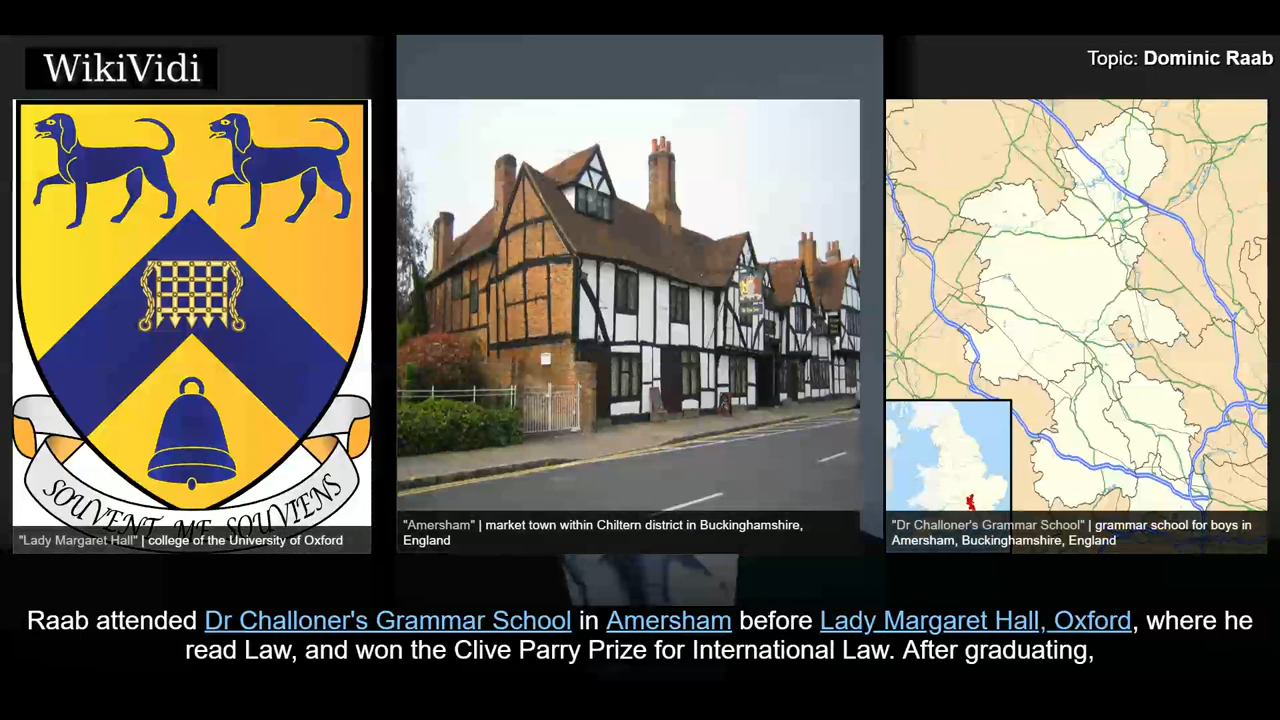 WikiVidi
Topic: Dominic Raab
SOUVENT ME SOUVIENS
"Lady Margaret Hall" | college of the University of Oxford
"Amersham" | market town within Chiltern district in Buckinghamshire,
England
"Dr Challoner's Grammar School" | grammar school for boys in
Amersham, Buckinghamshire, England
Raab attended Dr Challoner's Grammar School in Amersham before Lady Margaret Hall, Oxford, where he
read Law, and won the Clive Parry Prize for International Law. After graduating,